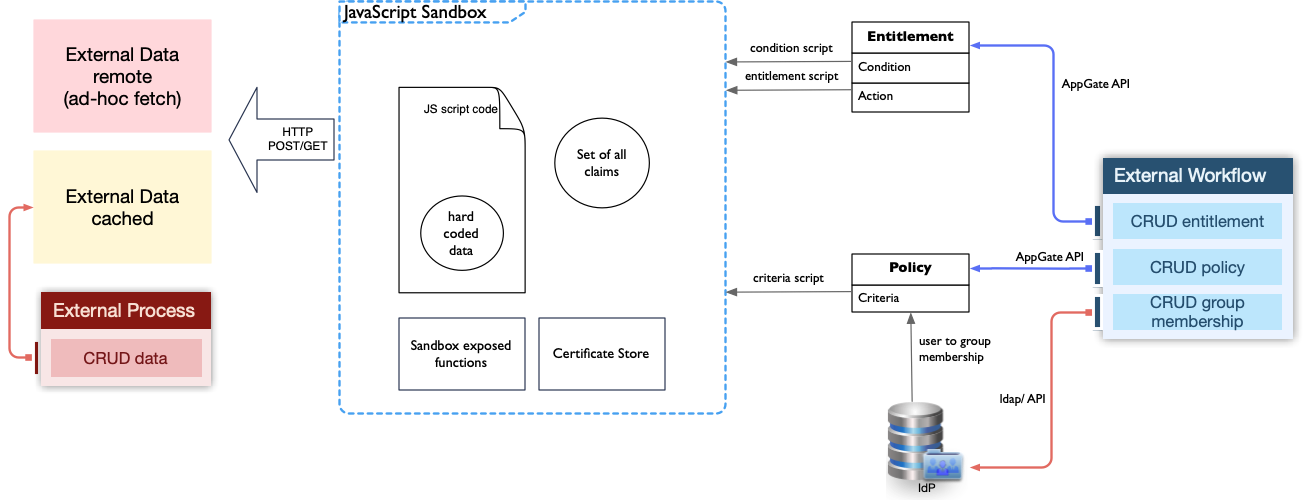 External Data
remote
(ad-hoc fetch)
External Data
cached
External Process
CRUD data
HTTP
POST/GET
JavaScript Sandbox
JS script code
hard
coded
data
Set of all
claims
Sandbox exposed
functions
Certificate Store
condition script
entitlement script
criteria script
Entitlement
Condition
Action
Policy
Criteria
user to group
membership
IdP
AppGate API
AppGate API
ldap/ API
External Workflow
CRUD entitlement
CRUD policy
CRUD group
membership